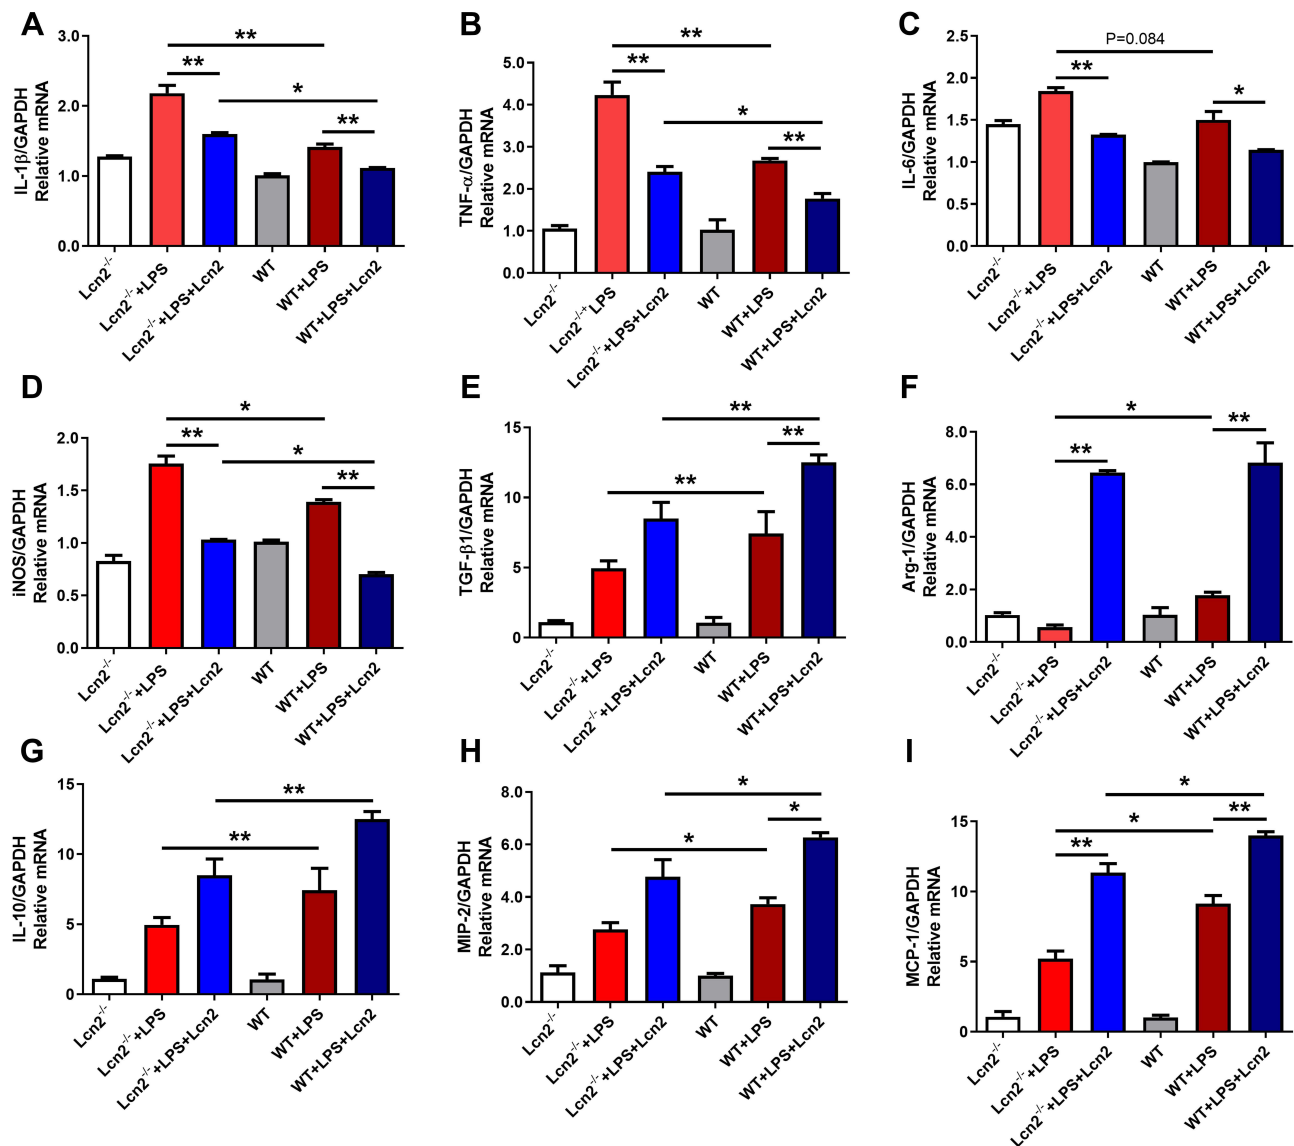 A
IL-1β/GAPDH
Relative mRNA
3.0
2.0
1.0
0.0
**
**
*
**
Lcn2-/-
Lcn2-/-+LPS
Lcn2-/-+LPS+Lcn2
WT
WT+LPS
WT+LPS+Lcn2
B
TNF-α/GAPDH
Relative mRNA
5.0
4.0
3.0
2.0
1.0
0.0
**
**
*
**
Lcn2-/-
Lcn2-/-+LPS
Lcn2-/-+LPS+Lcn2
WT
WT+LPS
WT+LPS+Lcn2
C
IL-6/GAPDH
Relative mRNA
2.5
2.0
1.5
1.0
0.5
0.0
P=0.084
**
*
Lcn2-/-
Lcn2-/-+LPS
Lcn2-/-+LPS+Lcn2
WT
WT+LPS
WT+LPS+Lcn2
D
iNOS/GAPDH
Relative mRNA
2.0
1.5
1.0
0.5
0.0
*
**
*
**
Lcn2-/-
Lcn2-/-+LPS
Lcn2-/-+LPS+Lcn2
WT
WT+LPS
WT+LPS+Lcn2
E
TGF-β1/GAPDH
Relative mRNA
15
10
5
0
**
**
**
Lcn2-/-
Lcn2-/-+LPS
Lcn2-/-+LPS+Lcn2
WT
WT+LPS
WT+LPS+Lcn2
F
Arg-1/GAPDH
Relative mRNA
8.0
6.0
4.0
2.0
0.0
*
**
**
Lcn2-/-
Lcn2-/-+LPS
Lcn2-/-+LPS+Lcn2
WT
WT+LPS
WT+LPS+Lcn2
G
IL-10/GAPDH
Relative mRNA
15
10
5
0
**
**
Lcn2-/-
Lcn2-/-+LPS
Lcn2-/-+LPS+Lcn2
WT
WT+LPS
WT+LPS+Lcn2
H
MIP-2/GAPDH
Relative mRNA
8.0
6.0
4.0
2.0
0.0
*
*
*
Lcn2-/-
Lcn2-/-+LPS
Lcn2-/-+LPS+Lcn2
WT
WT+LPS
WT+LPS+Lcn2
I
MCP-1/GAPDH
Relative mRNA
15
10
5
0
*
*
**
**
Lcn2-/-
Lcn2-/-+LPS
Lcn2-/-+LPS+Lcn2
WT
WT+LPS
WT+LPS+Lcn2